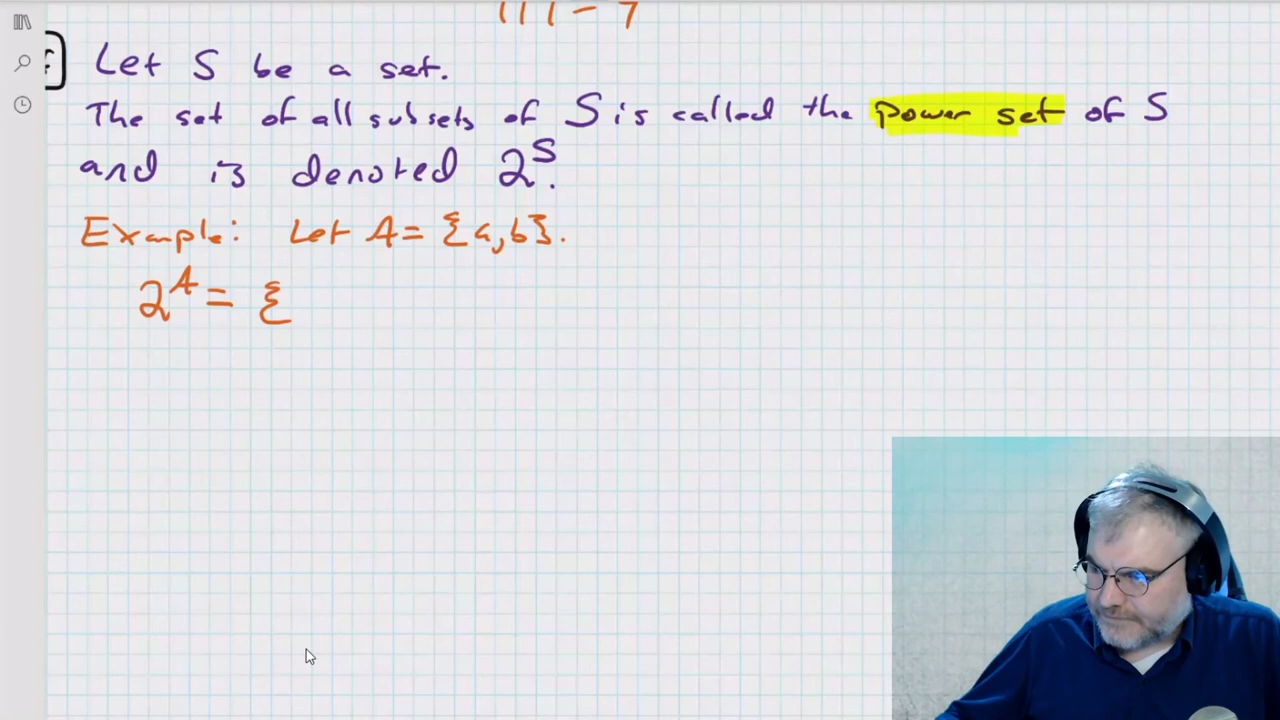 Let S be a set.
The set of all subsets of S is called the power set of S
and is denoted 2^S.
Example: Let A = {a, b}.
2^A = {